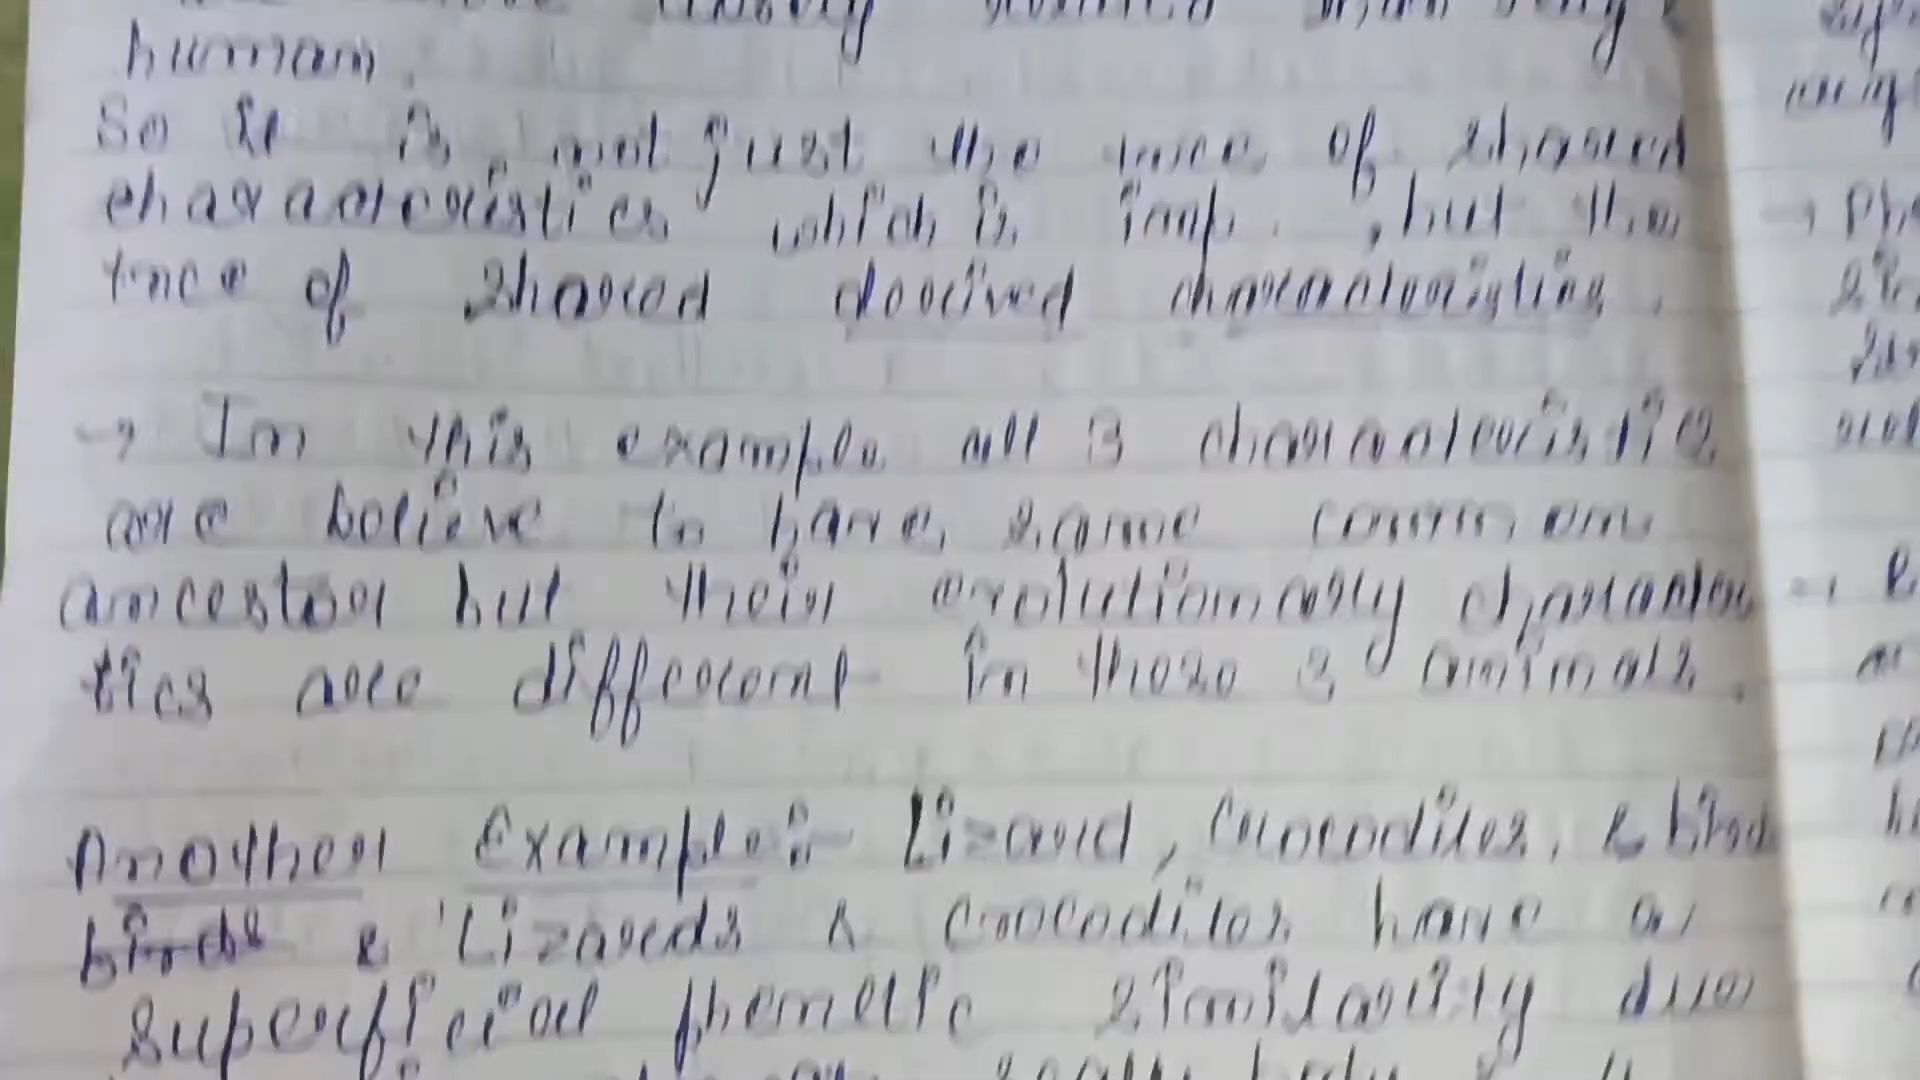 human.
So it is not just the of shared
characteristics which is imp. , but the
of shared derived characteristics.
→ In this example all 3 characteristics
are believe to have same common
ancestor but their evolutionary
tics are different in these 3 animals.
Another Example:- Lizard, Crocodiles, & bird
birds & Lizards & crocodiles have a
superficial phenetic similarity due
body